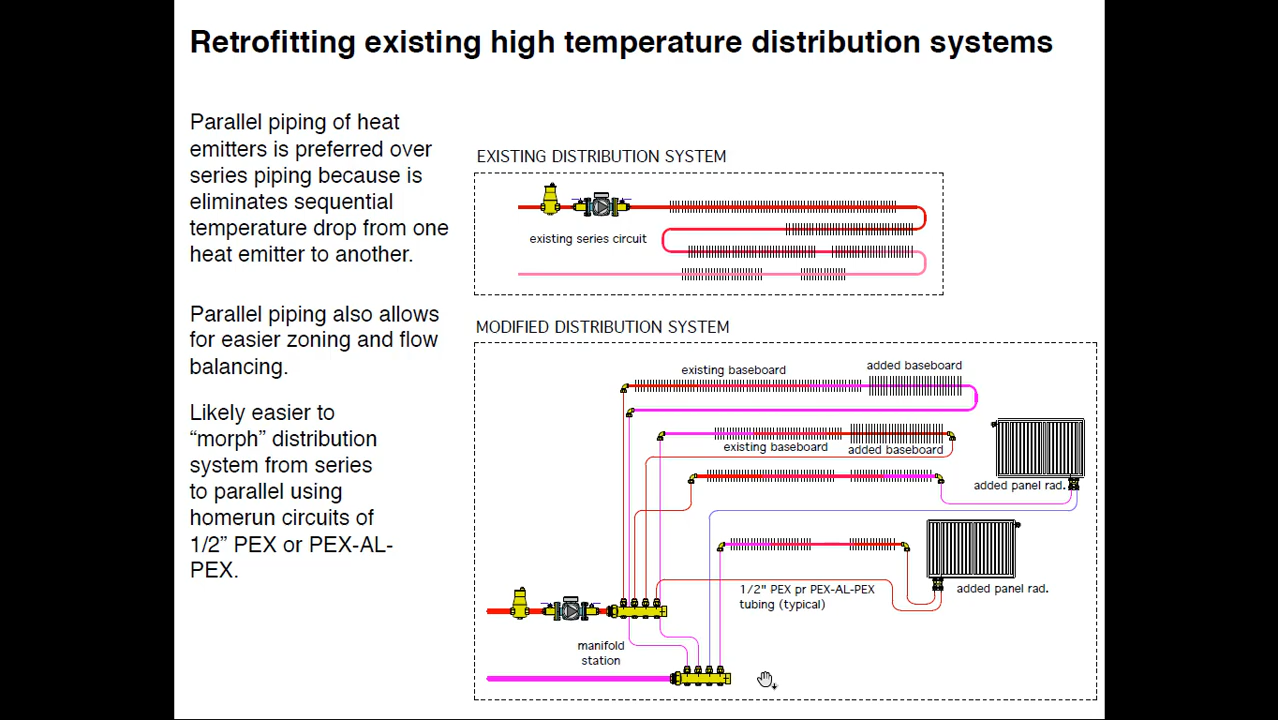 Retrofitting existing high temperature distribution systems
Parallel piping of heat
emitters is preferred over
series piping because is
eliminates sequential
temperature drop from one
heat emitter to another.
Parallel piping also allows
for easier zoning and flow
balancing.
Likely easier to
“morph” distribution
system from series
to parallel using
homerun circuits of
1/2” PEX or PEX-AL-
PEX.
EXISTING DISTRIBUTION SYSTEM
existing series circuit
MODIFIED DISTRIBUTION SYSTEM
existing baseboard
added baseboard
existing baseboard
added baseboard
added panel rad.
1/2" PEX pr PEX-AL-PEX
tubing (typical)
added panel rad.
manifold
station